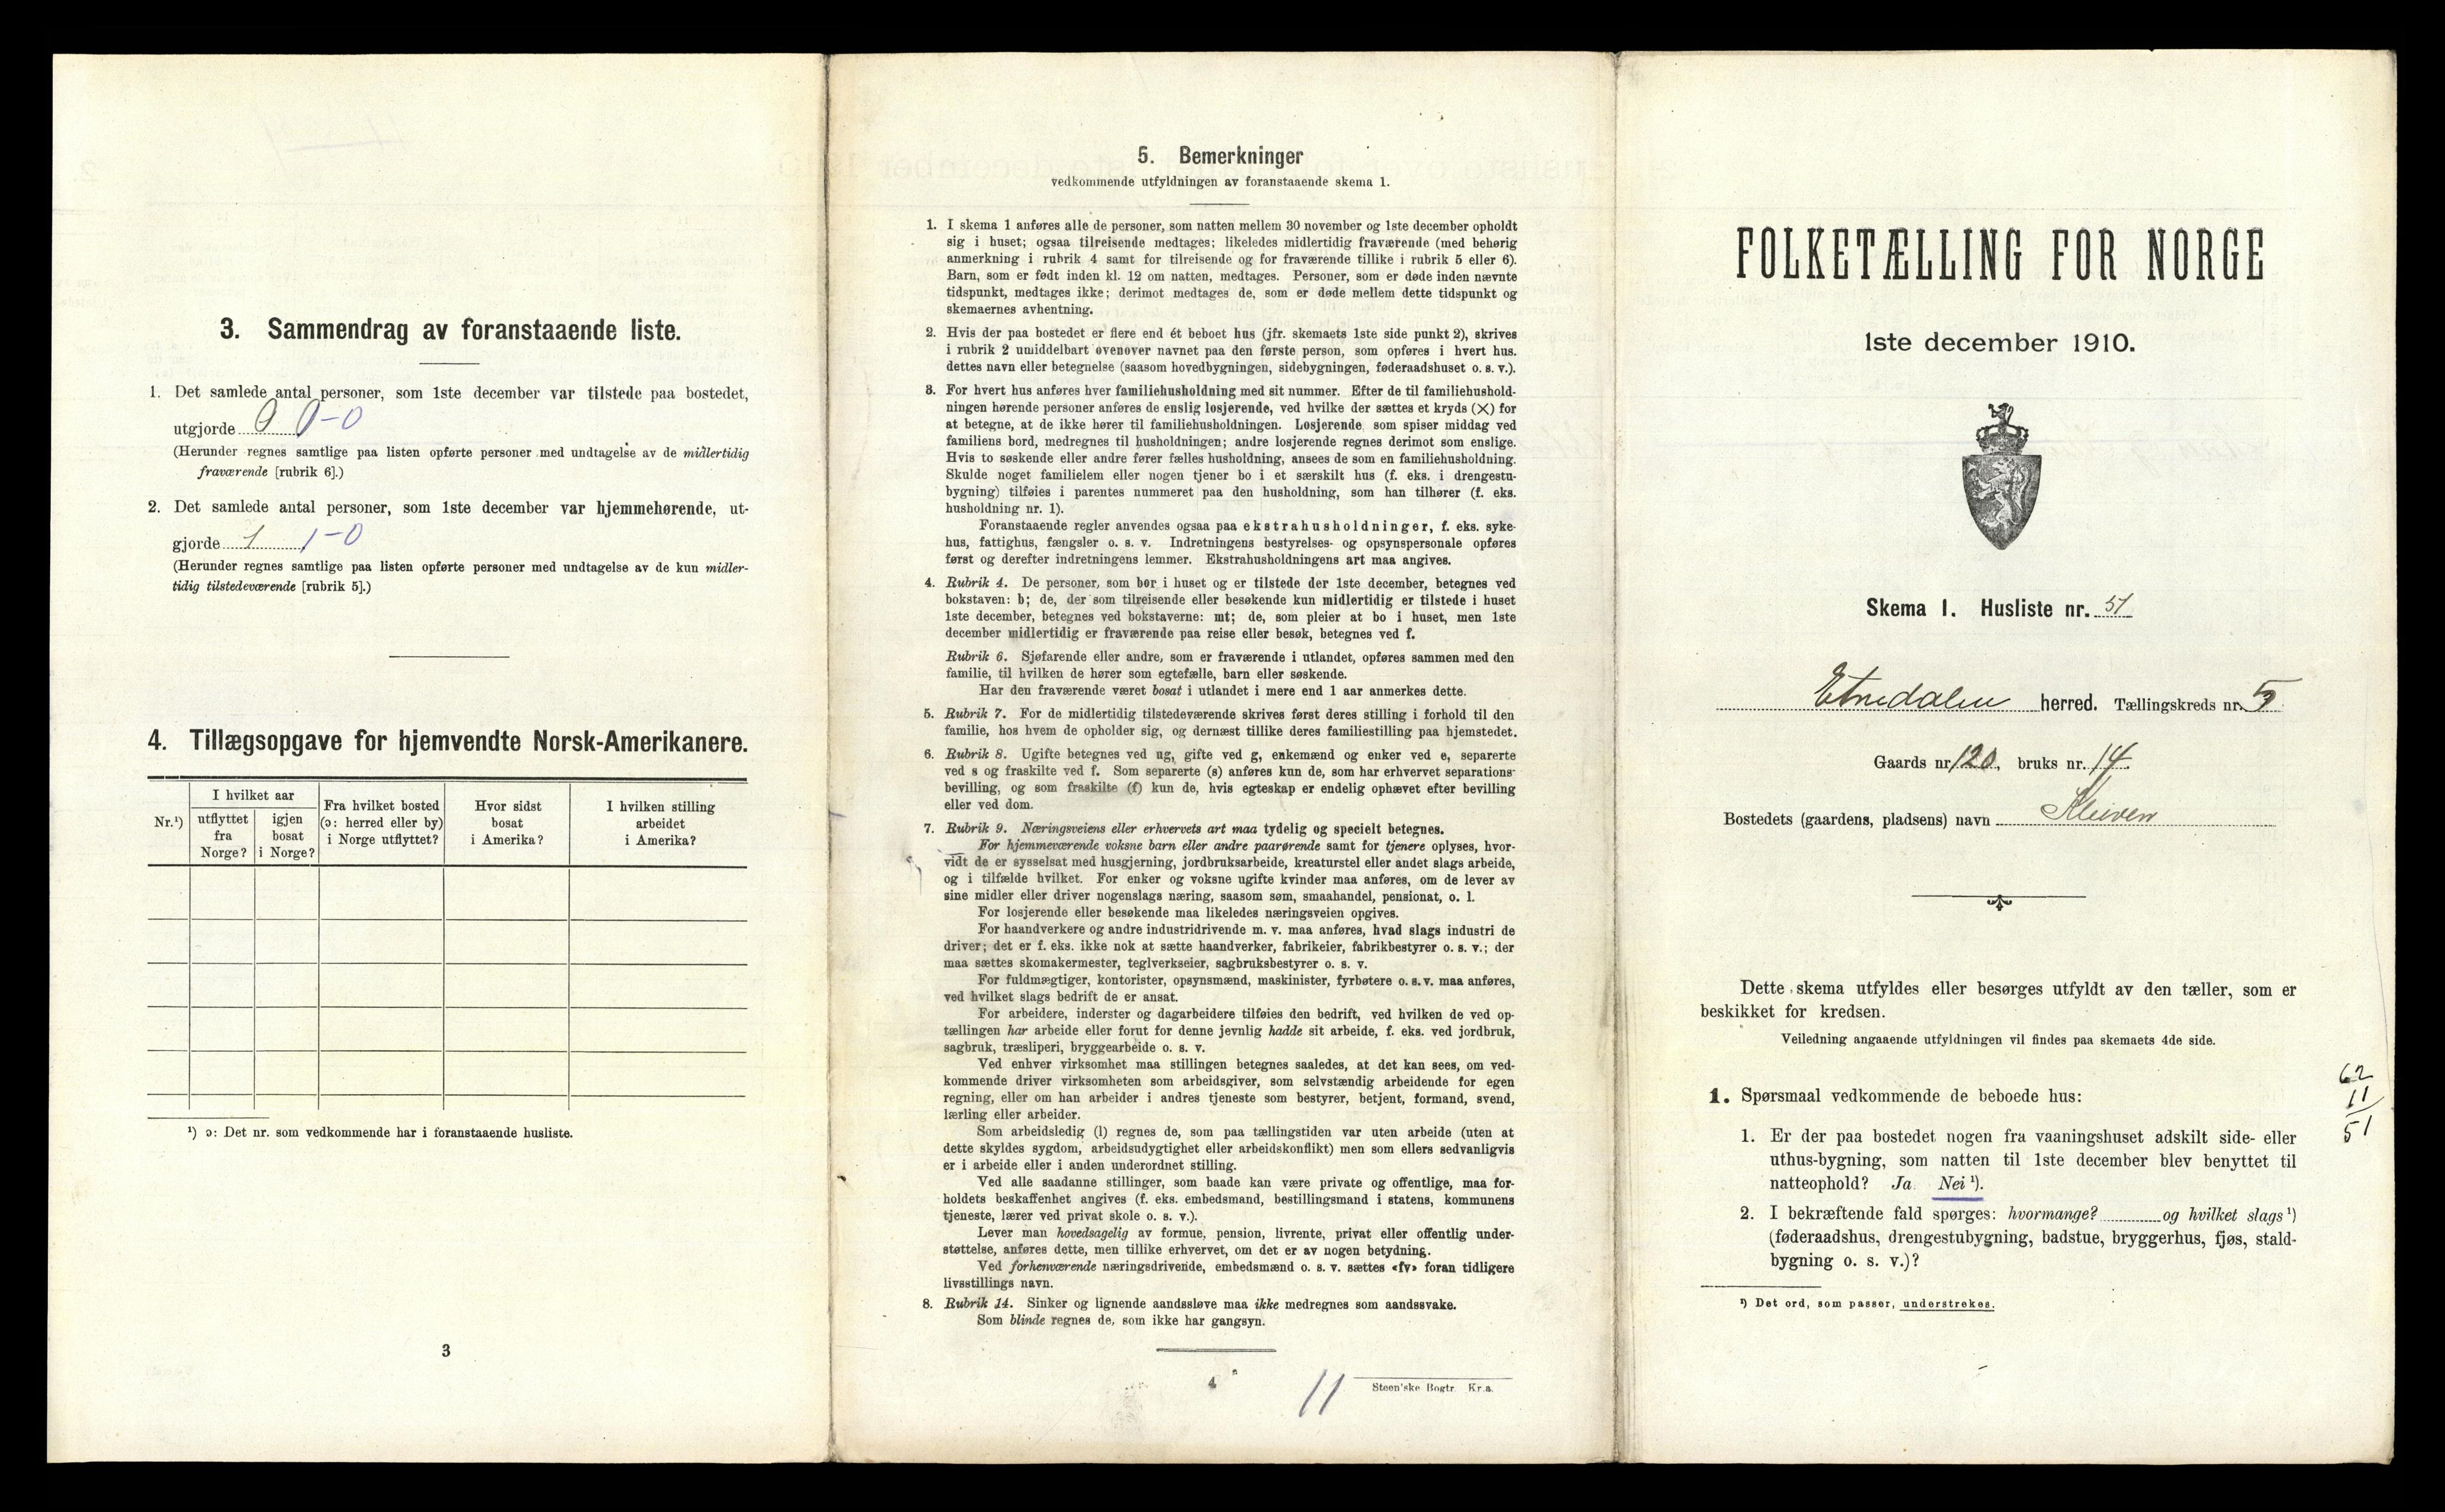 3. Sammendrag av foranstaaende liste.
1. Det samlede antal personer, som 1ste december var tilstede paa bostedet,
utgjorde 0 0-0
(Herunder regnes samtlige paa listen opførte personer med undtagelse av de midlertidig
fraværende [rubrik 6].)
2. Det samlede antal personer, som 1ste december var hjemmehørende, ut-
gjorde 1 1-0
(Herunder regnes samtlige paa listen opførte personer med undtagelse av de kun midler-
tidig tilstedeværende [rubrik 5].)
4. Tillægsopgave for hjemvendte Norsk-Amerikanere.
Nr.¹)
I hvilket aar
utflyttet
fra
Norge?
igjen
bosat
i Norge?
Fra hvilket bosted
(ɔ: herred eller by)
i Norge utflyttet?
Hvor sidst
bosat
i Amerika?
I hvilken stilling
arbeidet
i Amerika?
¹) ɔ: Det nr. som vedkommende har i foranstaaende husliste.
3
5. Bemerkninger
vedkommende utfyldningen av foranstaaende skema 1.
1. I skema 1 anføres alle de personer, som natten mellem 30 november og 1ste december opholdt
sig i huset; ogsaa tilreisende medtages; likeledes midlertidig fraværende (med behørig
anmerkning i rubrik 4 samt for tilreisende og for fraværende tillike i rubrik 5 eller 6).
Barn, som er født inden kl. 12 om natten, medtages. Personer, som er døde inden nævnte
tidspunkt, medtages ikke; derimot medtages de, som er døde mellem dette tidspunkt og
skemaernes avhentning.
2. Hvis der paa bostedet er flere end ét beboet hus (jfr. skemaets 1ste side punkt 2), skrives
i rubrik 2 umiddelbart ovenover navnet paa den første person, som opføres i hvert hus.
dettes navn eller betegnelse (saasom hovedbygningen, sidebygningen, føderaadshuset o. s. v.).
3. For hvert hus anføres hver familiehusholdning med sit nummer. Efter de til familiehushold-
ningen hørende personer anføres de enslig losjerende, ved hvilke der sættes et kryds (X) for
at betegne, at de ikke hører til familiehusholdningen. Losjerende som spiser middag ved
familiens bord, medregnes til husholdningen; andre losjerende regnes derimot som enslige.
Hvis to søskende eller andre fører fælles husholdning, ansees de som en familiehusholdning.
Skulde noget familielem eller nogen tjener bo i et særskilt hus (f. eks. i drengestu-
bygning) tilføies i parentes nummeret paa den husholdning, som han tilhører (f. eks.
husholdning nr. 1).
Foranstaaende regler anvendes ogsaa paa ekstrahusholdninger, f. eks. syke-
hus, fattighus, fængsler o. s. v. Indretningens bestyrelses- og opsynspersonale opføres
først og derefter indretningens lemmer. Ekstrahusholdningens art maa angives.
4. Rubrik 4. De personer, som bor i huset og er tilstede der 1ste december, betegnes ved
bokstaven: b; de, der som tilreisende eller besøkende kun midlertidig er tilstede i huset
1ste december, betegnes ved bokstaverne: mt; de, som pleier at bo i huset, men 1ste
december midlertidig er fraværende paa reise eller besøk, betegnes ved f.
Rubrik 6. Sjøfarende eller andre, som er fraværende i utlandet, opføres sammen med den
familie, til hvilken de hører som egtefælle, barn eller søskende.
Har den fraværende været bosat i utlandet i mere end 1 aar anmerkes dette.
5. Rubrik 7. For de midlertidig tilstedeværende skrives først deres stilling i forhold til den
familie, hos hvem de opholder sig, og dernæst tillike deres familiestilling paa hjemstedet.
6. Rubrik 8. Ugifte betegnes ved ug, gifte ved g, enkemænd og enker ved e, separerte
ved s og fraskilte ved f. Som separerte (s) anføres kun de, som har erhvervet separations-
bevilling, og som fraskilte (f) kun de, hvis egteskap er endelig ophævet efter bevilling
eller ved dom.
7. Rubrik 9. Næringsveiens eller erhvervets art maa tydelig og specielt betegnes.
For hjemmeværende voksne barn eller andre paarørende samt for tjenere oplyses, hvor-
vidt de er sysselsat med husgjerning, jordbruksarbeide, kreaturstel eller andet slags arbeide,
og i tilfælde hvilket. For enker og voksne ugifte kvinder maa anføres, om de lever av
sine midler eller driver nogenslags næring, saasom søm, smaahandel, pensionat, o. l.
For losjerende eller besøkende maa likeledes næringsveien opgives.
For haandverkere og andre industridrivende m. v. maa anføres, hvad slags industri de
driver; det er f. eks. ikke nok at sætte haandverker, fabrikeier, fabrikbestyrer o. s. v.; der
maa sættes skomakermester, teglverkseier, sagbruksbestyrer o. s. v.
For fuldmægtiger, kontorister, opsynsmænd, maskinister, fyrbøtere o. s. v. maa anføres,
ved hvilket slags bedrift de er ansat.
For arbeidere, inderster og dagarbeidere tilføies den bedrift, ved hvilken de ved op-
tællingen har arbeide eller forut for denne jevnlig hadde sit arbeide, f. eks. ved jordbruk,
sagbruk, træsliperi, bryggearbeide o. s. v.
Ved enhver virksomhet maa stillingen betegnes saaledes, at det kan sees, om ved-
kommende driver virksomheten som arbeidsgiver, som selvstændig arbeidende for egen
regning, eller om han arbeider i andres tjeneste som bestyrer, betjent, formand, svend,
lærling eller arbeider.
Som arbeidsledig (l) regnes de, som paa tællingstiden var uten arbeide (uten at
dette skyldes sygdom, arbeidsudygtighet eller arbeidskonflikt) men som ellers sedvanligvis
er i arbeide eller i anden underordnet stilling.
Ved alle saadanne stillinger, som baade kan være private og offentlige, maa for-
holdets beskaffenhet angives (f. eks. embedsmand, bestillingsmand i statens, kommunens
tjeneste, lærer ved privat skole o. s. v.).
Lever man hovedsagelig av formue, pension, livrente, privat eller offentlig under-
støttelse, anføres dette, men tillike erhvervet, om det er av nogen betydning.
Ved forhenværende næringsdrivende, embedsmænd o. s. v. sættes «fv» foran tidligere
livsstillings navn.
8. Rubrik 14. Sinker og lignende aandssløve maa ikke medregnes som aandssvake.
Som blinde regnes de, som ikke har gangsyn.
4
11
Steen'ske Bogtr. Kr.a.
FOLKETÆLLING FOR NORGE
1ste december 1910.
Skema 1. Husliste nr. 51
Etnedalen herred. Tællingskreds nr. 5
Gaards nr. 120, bruks nr. 14.
Bostedets (gaardens, pladsens) navn Kleiven
Dette skema utfyldes eller besørges utfyldt av den tæller, som er
beskikket for kredsen.
Veiledning angaaende utfyldningen vil findes paa skemaets 4de side.
62
11
51
1. Spørsmaal vedkommende de beboede hus:
1. Er der paa bostedet nogen fra vaaningshuset adskilt side- eller
uthus-bygning, som natten til 1ste december blev benyttet til
natteophold? Ja. Nei ¹).
2. I bekræftende fald spørges: hvormange? og hvilket slags ¹)
(føderaadshus, drengestubygning, badstue, bryggerhus, fjøs, stald-
bygning o. s. v.)?
¹) Det ord, som passer, understrekes.